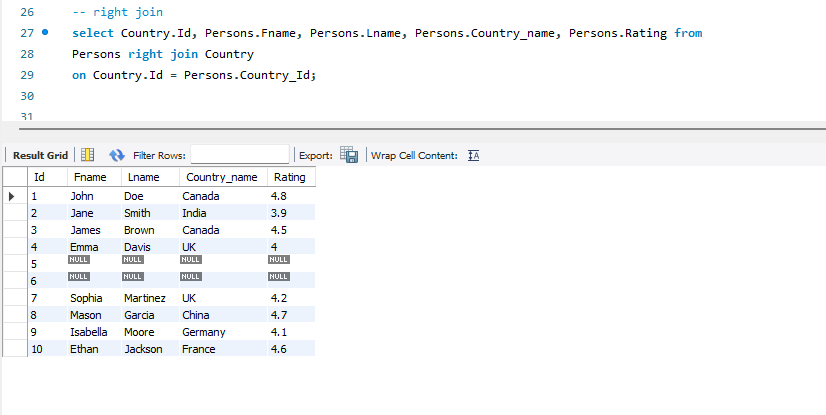 26 -- right join
27 select Country.Id, Persons.Fname, Persons.Lname, Persons.Country_name, Persons.Rating from
28 Persons right join Country
29 on Country.Id = Persons.Country_Id;
30
31
Result Grid Filter Rows: Export: Wrap Cell Content: IA
Id Fname Lname Country_name Rating
1 John Doe Canada 4.8
2 Jane Smith India 3.9
3 James Brown Canada 4.5
4 Emma Davis UK 4
5 NULL NULL NULL NULL
6 NULL NULL NULL NULL
7 Sophia Martinez UK 4.2
8 Mason Garcia China 4.7
9 Isabella Moore Germany 4.1
10 Ethan Jackson France 4.6